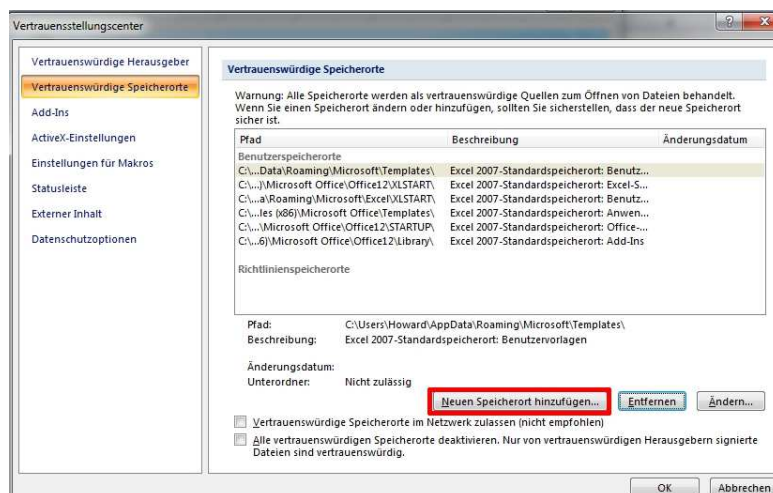 Vertrauensstellungscenter
Vertrauenswürdige Herausgeber
Vertrauenswürdige Speicherorte
Add-Ins
ActiveX-Einstellungen
Einstellungen für Makros
Statusleiste
Externer Inhalt
Datenschutzoptionen
Vertrauenswürdige Speicherorte
Warnung: Alle Speicherorte werden als vertrauenswürdige Quellen zum Öffnen von Dateien behandelt.
Wenn Sie einen Speicherort ändern oder hinzufügen, sollten Sie sicherstellen, dass der neue Speicherort
sicher ist.
Pfad Beschreibung Änderungsdatum
Benutzerspeicherorte
C:\...Data\Roaming\Microsoft\Templates\ Excel 2007-Standardspeicherort: Benutz...
C:\...)\Microsoft Office\Office12\XLSTART\ Excel 2007-Standardspeicherort: Excel-S...
C:\...a\Roaming\Microsoft\Excel\XLSTART\ Excel 2007-Standardspeicherort: Benutz...
C:\...les (x86)\Microsoft Office\Templates\ Excel 2007-Standardspeicherort: Anwen...
C:\...\Microsoft Office\Office12\STARTUP\ Excel 2007-Standardspeicherort: Office-...
C:\...6)\Microsoft Office\Office12\Library\ Excel 2007-Standardspeicherort: Add-Ins
Richtlinienspeicherorte
Pfad: C:\Users\Howard\AppData\Roaming\Microsoft\Templates\
Beschreibung: Excel 2007-Standardspeicherort: Benutzervorlagen
Änderungsdatum:
Unterordner: Nicht zulässig
Neuen Speicherort hinzufügen... Entfernen Ändern...
Vertrauenswürdige Speicherorte im Netzwerk zulassen (nicht empfohlen)
Alle vertrauenswürdigen Speicherorte deaktivieren. Nur von vertrauenswürdigen Herausgebern signierte
Dateien sind vertrauenswürdig.
OK Abbrechen